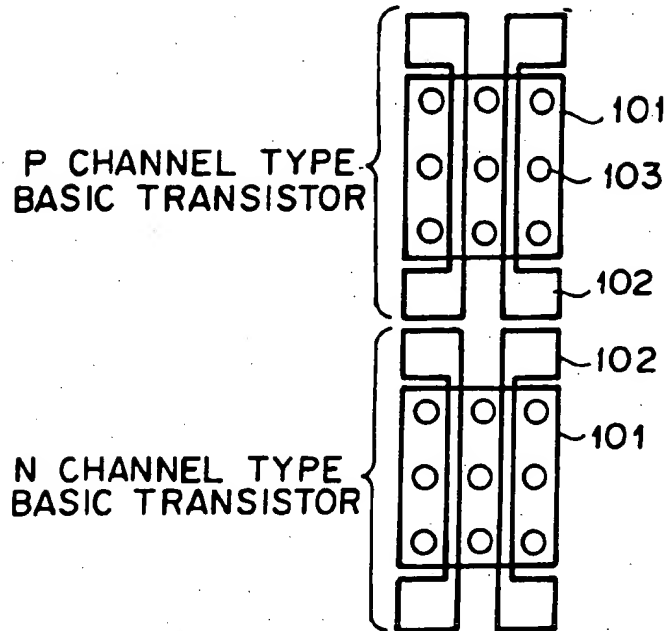 101
P CHANNEL TYPE
BASIC TRANSISTOR
103
102
102
101
N CHANNEL TYPE
BASIC TRANSISTOR